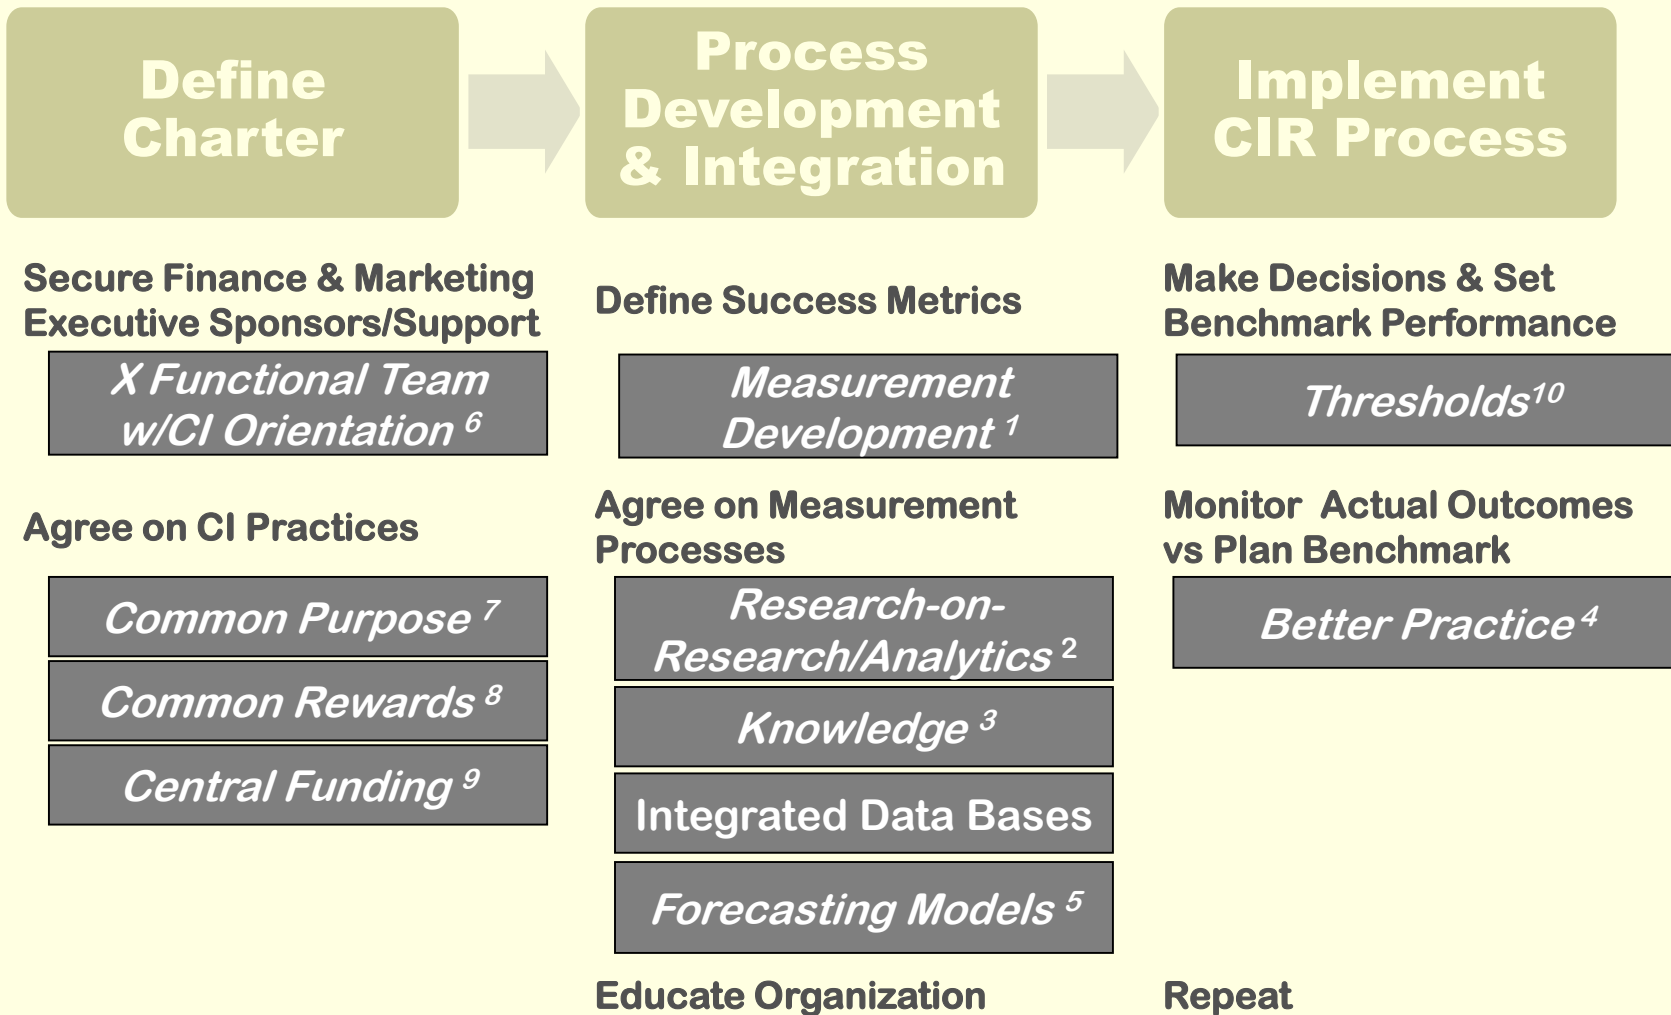 Define
Charter
Process
Development
& Integration
Implement
CIR Process
Secure Finance & Marketing
Executive Sponsors/Support
X Functional Team
w/CI Orientation 6
Agree on CI Practices
Common Purpose 7
Common Rewards 8
Central Funding 9
Define Success Metrics
Measurement
Development 1
Agree on Measurement
Processes
Research-on-
Research/Analytics 2
Knowledge 3
Integrated Data Bases
Forecasting Models 5
Educate Organization
Make Decisions & Set
Benchmark Performance
Thresholds10
Monitor Actual Outcomes
vs Plan Benchmark
Better Practice 4
Repeat